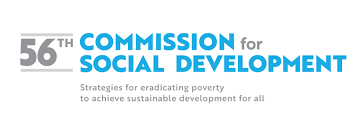 56TH COMMISSION for
SOCIAL DEVELOPMENT
Strategies for eradicating poverty
to achieve sustainable development for all